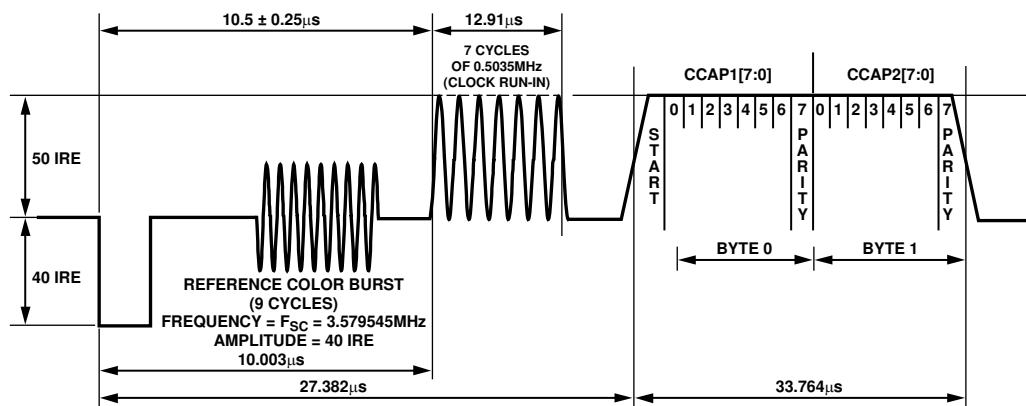 10.5 ± 0.25µs
12.91µs
7 CYCLES
OF 0.5035MHz
(CLOCK RUN-IN)
CCAP1[7:0]
CCAP2[7:0]
0 1 2 3 4 5 6 7 0 1 2 3 4 5 6 7
START
PARITY
PARITY
50 IRE
40 IRE
BYTE 0
BYTE 1
REFERENCE COLOR BURST
(9 CYCLES)
FREQUENCY = FSC = 3.579545MHz
AMPLITUDE = 40 IRE
10.003µs
27.382µs
33.764µs